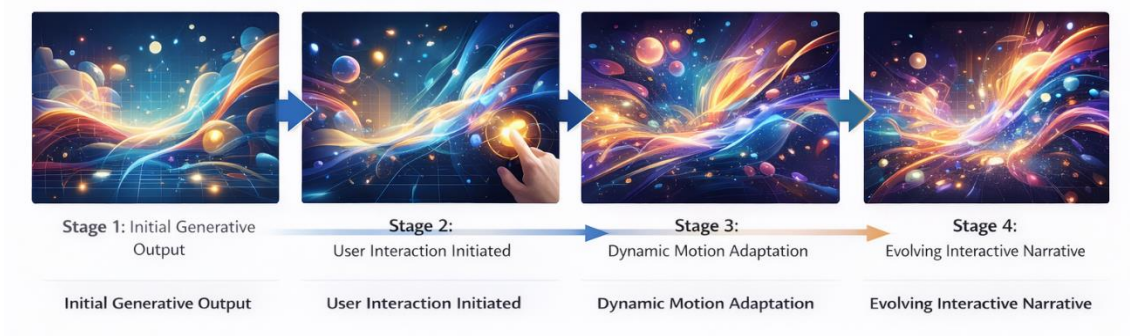 Stage 1: Initial Generative
Output
Stage 2:
User Interaction Initiated
Stage 3:
Dynamic Motion Adaptation
Stage 4:
Evolving Interactive Narrative
Initial Generative Output
User Interaction Initiated
Dynamic Motion Adaptation
Evolving Interactive Narrative